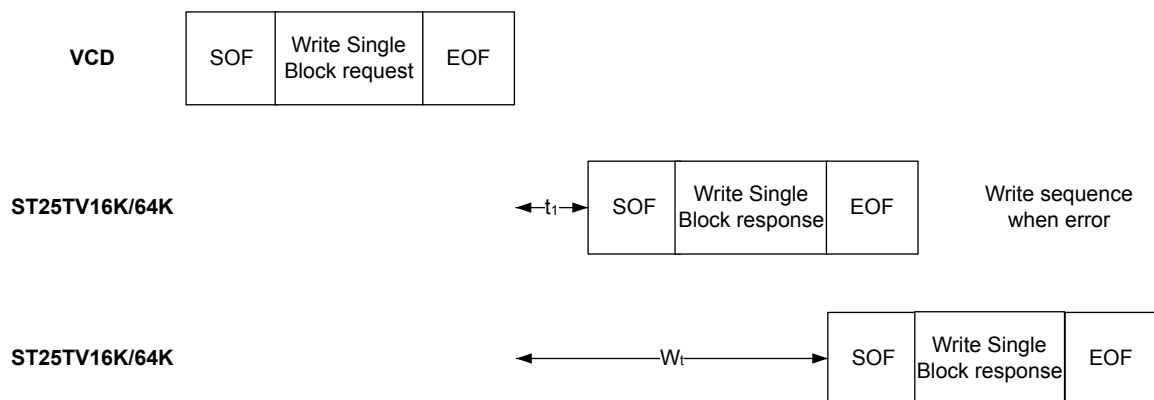 VCD
SOF
Write Single
Block request
EOF
ST25TV16K/64K
t1
SOF
Write Single
Block response
EOF
Write sequence
when error
ST25TV16K/64K
Wt
SOF
Write Single
Block response
EOF